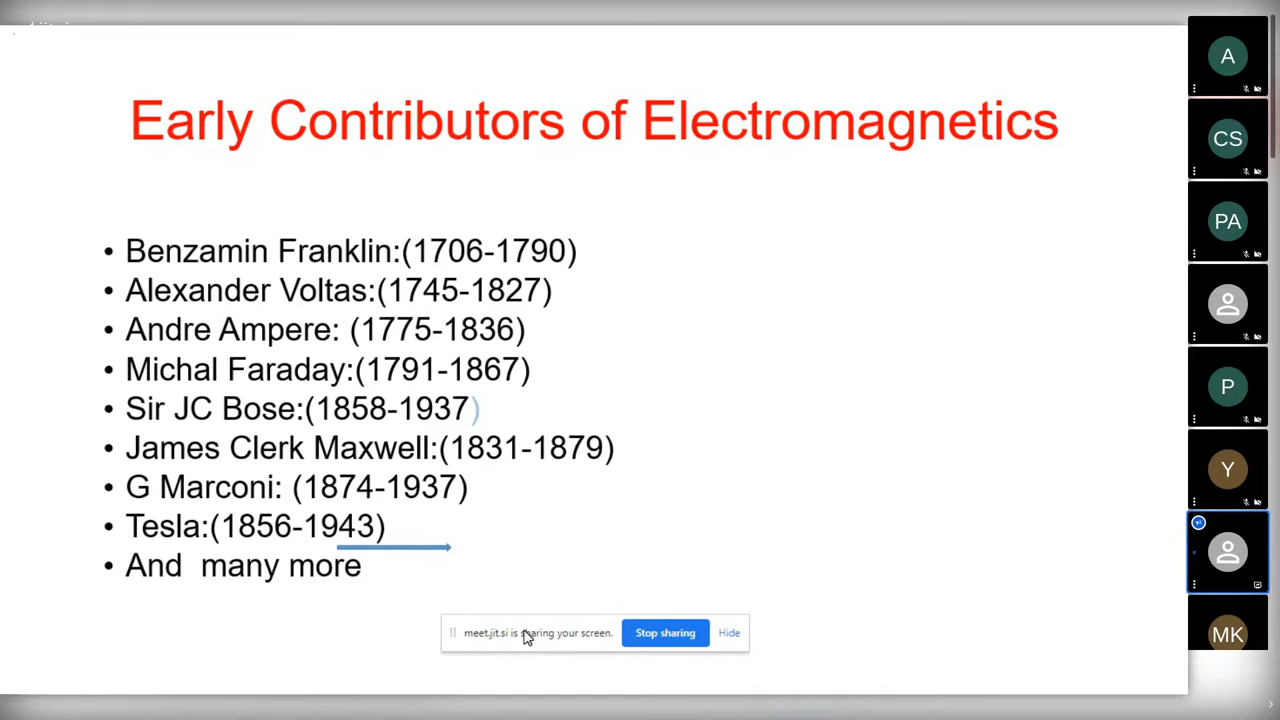 Early Contributors of Electromagnetics
• Benzamin Franklin:(1706-1790)
• Alexander Voltas:(1745-1827)
• Andre Ampere: (1775-1836)
• Michal Faraday:(1791-1867)
• Sir JC Bose:(1858-1937)
• James Clerk Maxwell:(1831-1879)
• G Marconi: (1874-1937)
• Tesla:(1856-1943)
• And many more
meet.jit.si is sharing your screen. Stop sharing Hide
A
CS
PA
P
Y
MK